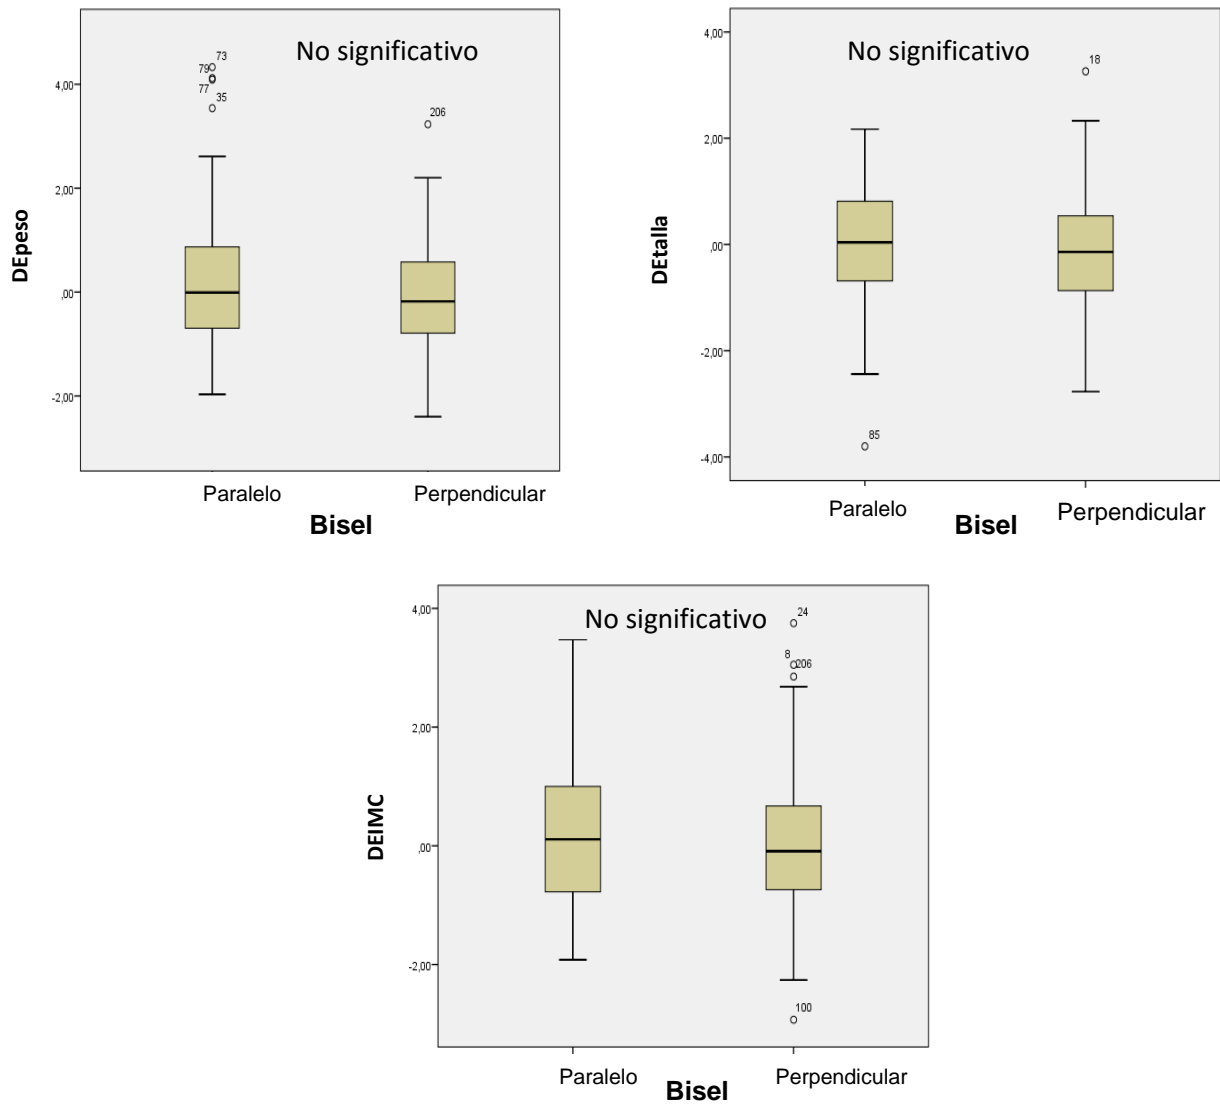 No significativo
73
79
77
35
206
4,00
2,00
,00
-2,00
DEpeso
Paralelo
Perpendicular
Bisel
No significativo
18
85
4,00
2,00
,00
-2,00
-4,00
DEtalla
Paralelo
Perpendicular
Bisel
No significativo
24
8
206
100
4,00
2,00
,00
-2,00
DEIMC
Paralelo
Perpendicular
Bisel